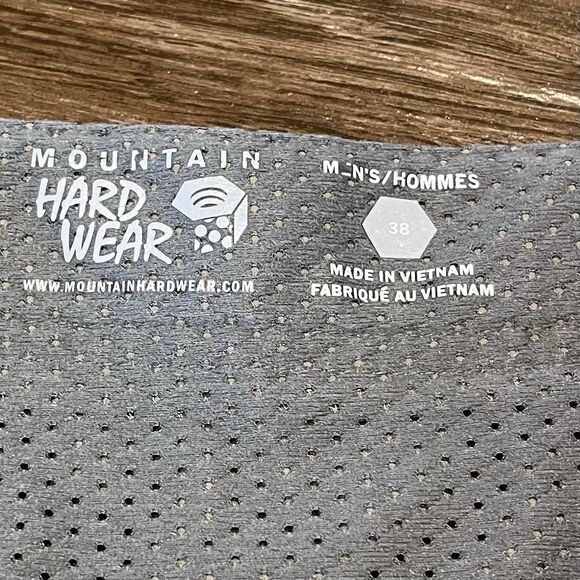 MOUNTAIN
HARD
WEAR
WWW.MOUNTAINHARDWEAR.COM
M-N'S/HOMMES
38
MADE IN VIETNAM
FABRIQUÉ AU VIETNAM